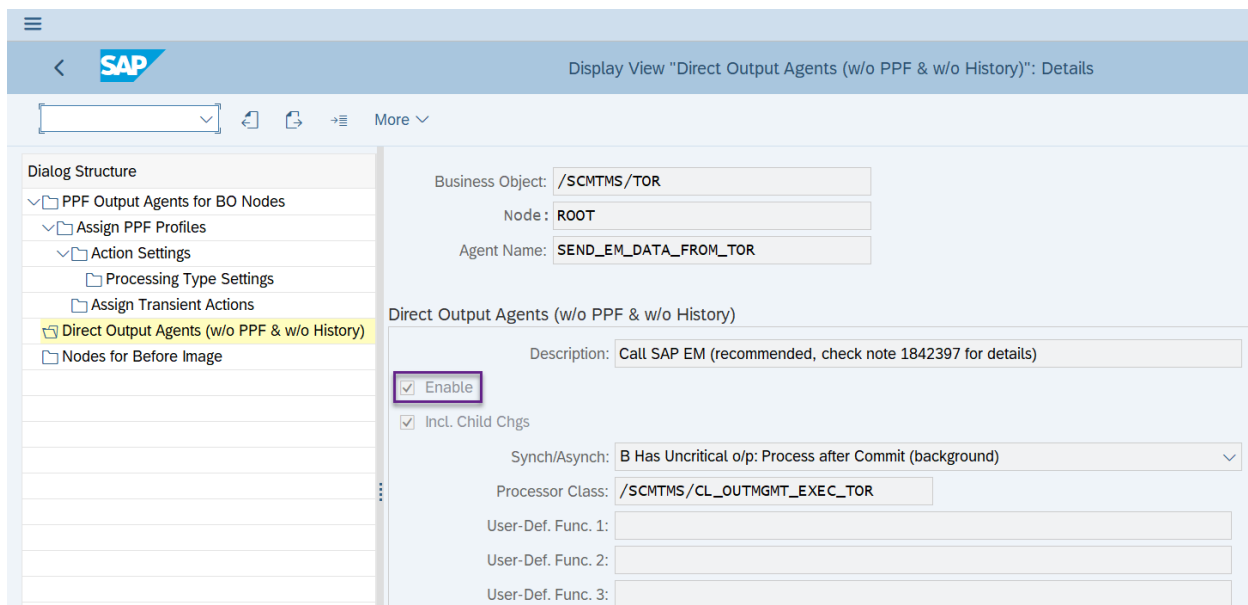 SAP
Display View "Direct Output Agents (w/o PPF & w/o History)": Details
More
Dialog Structure
PPF Output Agents for BO Nodes
Assign PPF Profiles
Action Settings
Processing Type Settings
Assign Transient Actions
Direct Output Agents (w/o PPF & w/o History)
Nodes for Before Image
Business Object: /SCMTMS/TOR
Node: ROOT
Agent Name: SEND_EM_DATA_FROM_TOR
Direct Output Agents (w/o PPF & w/o History)
Description: Call SAP EM (recommended, check note 1842397 for details)
Enable
Incl. Child Chgs
Synch/Asynch: B Has Uncritical o/p: Process after Commit (background)
Processor Class: /SCMTMS/CL_OUTMGMT_EXEC_TOR
User-Def. Func. 1:
User-Def. Func. 2:
User-Def. Func. 3: